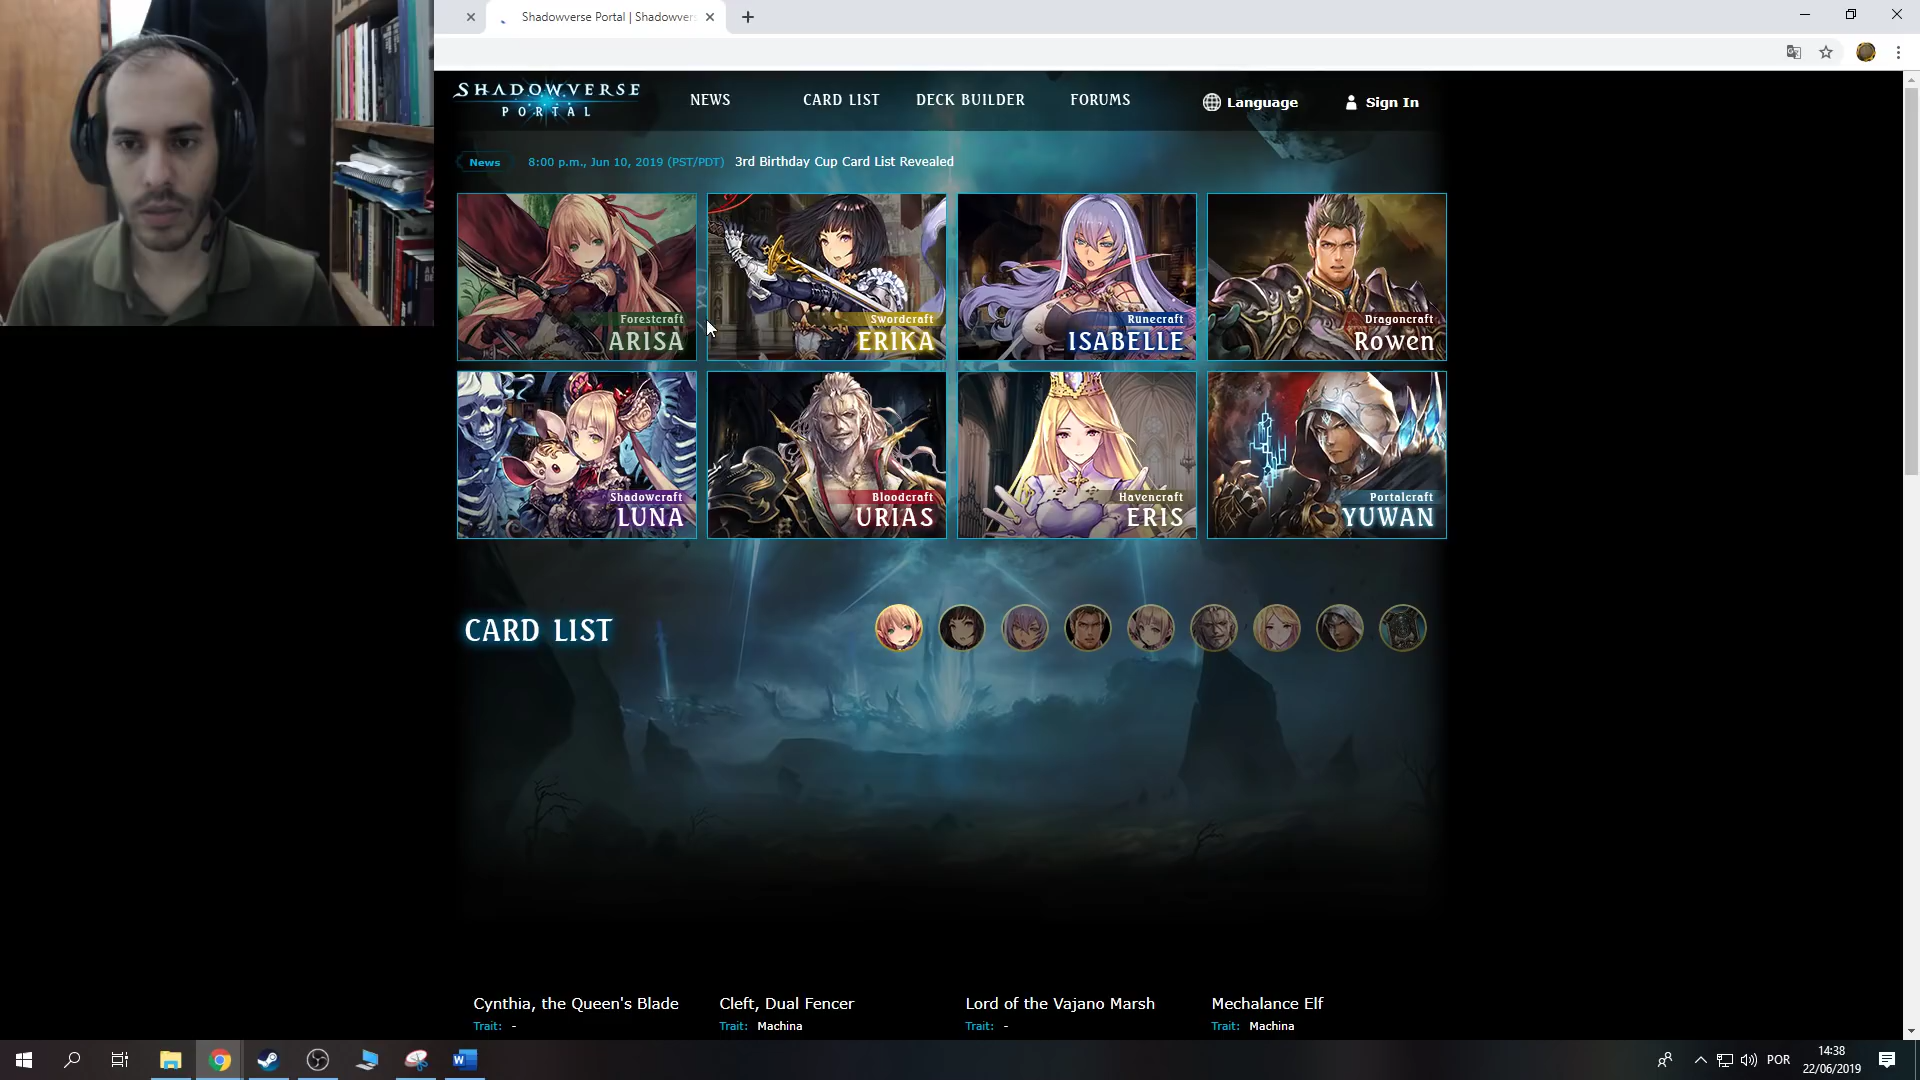 Shadowverse Portal | Shadowvers
SHADOWVERSE
PORTAL
NEWS
CARD LIST
DECK BUILDER
FORUMS
Language
Sign In
News
8:00 p.m., Jun 10, 2019 (PST/PDT)
3rd Birthday Cup Card List Revealed
Forestcraft
ARISA
Swordcraft
ERIKA
Runecraft
ISABELLE
Dragoncraft
Rowen
Shadowcraft
LUNA
Bloodcraft
URIAS
Havencraft
ERIS
Portalcraft
YUWAN
CARD LIST
Cynthia, the Queen's Blade
Trait: -
Cleft, Dual Fencer
Trait: Machina
Lord of the Vajano Marsh
Trait: -
Mechalance Elf
Trait: Machina
POR
14:38
22/06/2019